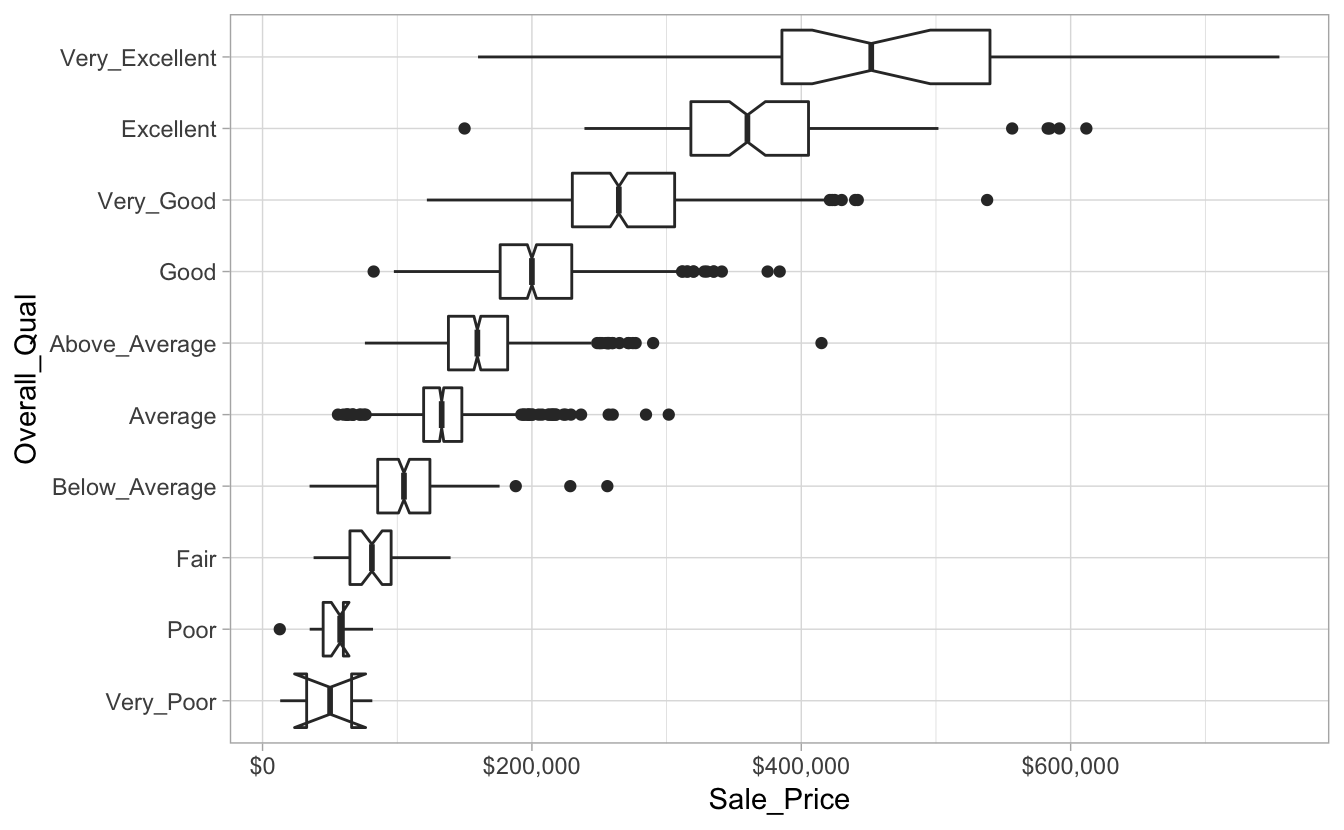 Overall_Qual
Very_Excellent
Excellent
Very_Good
Good
Above_Average
Average
Below_Average
Fair
Poor
Very_Poor
$0 $200,000 $400,000 $600,000
Sale_Price